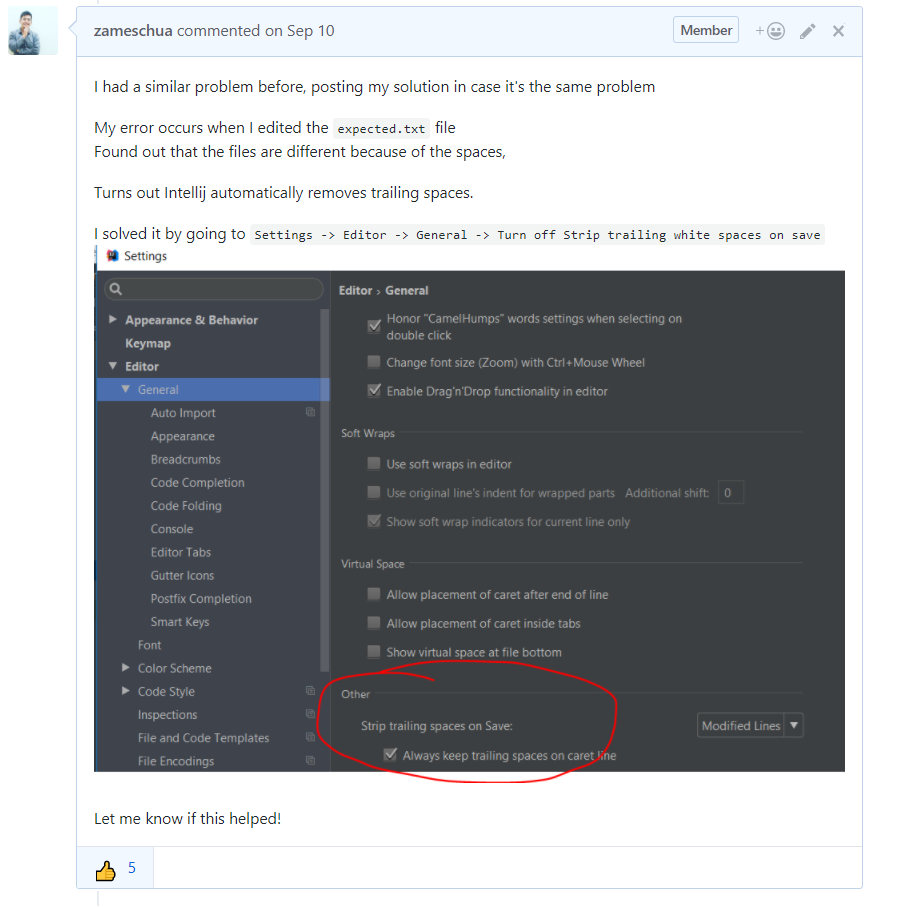 zameschua commented on Sep 10
Member
I had a similar problem before, posting my solution in case it's the same problem
My error occurs when I edited the expected.txt file
Found out that the files are different because of the spaces,
Turns out Intellij automatically removes trailing spaces.
I solved it by going to Settings -> Editor -> General -> Turn off Strip trailing white spaces on save
Settings
Appearance & Behavior
Keymap
Editor
General
Auto Import
Appearance
Breadcrumbs
Code Completion
Code Folding
Console
Editor Tabs
Gutter Icons
Postfix Completion
Smart Keys
Font
Color Scheme
Code Style
Inspections
File and Code Templates
File Encodings
Editor › General
Honor "CamelHumps" words settings when selecting on
double click
Change font size (Zoom) with Ctrl+Mouse Wheel
Enable Drag'n'Drop functionality in editor
Soft Wraps
Use soft wraps in editor
Use original line's indent for wrapped parts Additional shift: 0
Show soft wrap indicators for current line only
Virtual Space
Allow placement of caret after end of line
Allow placement of caret inside tabs
Show virtual space at file bottom
Other
Strip trailing spaces on Save: Modified Lines
Always keep trailing spaces on caret line
Let me know if this helped!
5